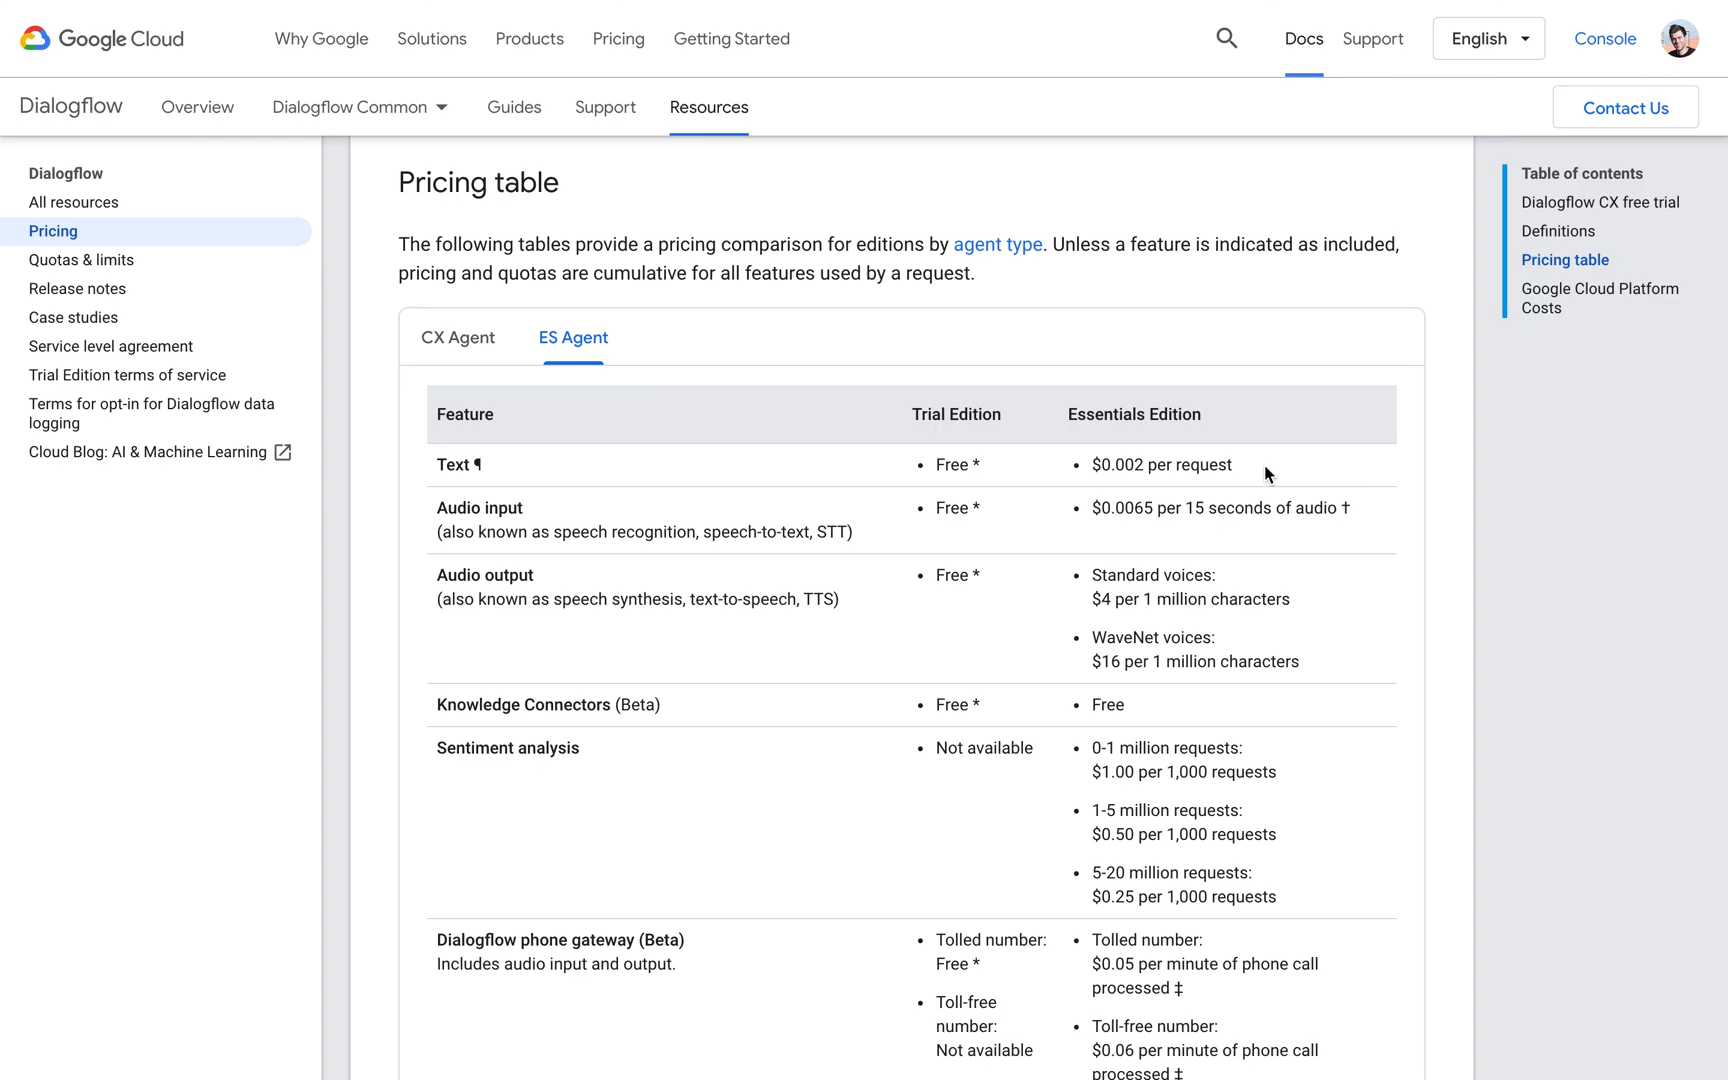 Google Cloud
Why Google
Solutions
Products
Pricing
Getting Started
Docs
Support
English
Console
Dialogflow
Overview
Dialogflow Common
Guides
Support
Resources
Contact Us
Dialogflow
All resources
Pricing
Quotas & limits
Release notes
Case studies
Service level agreement
Trial Edition terms of service
Terms for opt-in for Dialogflow data
logging
Cloud Blog: AI & Machine Learning
Pricing table
The following tables provide a pricing comparison for editions by agent type. Unless a feature is indicated as included,
pricing and quotas are cumulative for all features used by a request.
CX Agent
ES Agent
Feature
Trial Edition
Essentials Edition
Text ¶
• Free *
• $0.002 per request
Audio input
(also known as speech recognition, speech-to-text, STT)
• Free *
• $0.0065 per 15 seconds of audio †
Audio output
(also known as speech synthesis, text-to-speech, TTS)
• Free *
• Standard voices:
$4 per 1 million characters
• WaveNet voices:
$16 per 1 million characters
Knowledge Connectors (Beta)
• Free *
• Free
Sentiment analysis
• Not available
• 0-1 million requests:
$1.00 per 1,000 requests
• 1-5 million requests:
$0.50 per 1,000 requests
• 5-20 million requests:
$0.25 per 1,000 requests
Dialogflow phone gateway (Beta)
Includes audio input and output.
• Tolled number:
Free *
• Toll-free
number:
Not available
• Tolled number:
$0.05 per minute of phone call
processed ‡
• Toll-free number:
$0.06 per minute of phone call
processed ‡
Table of contents
Dialogflow CX free trial
Definitions
Pricing table
Google Cloud Platform
Costs